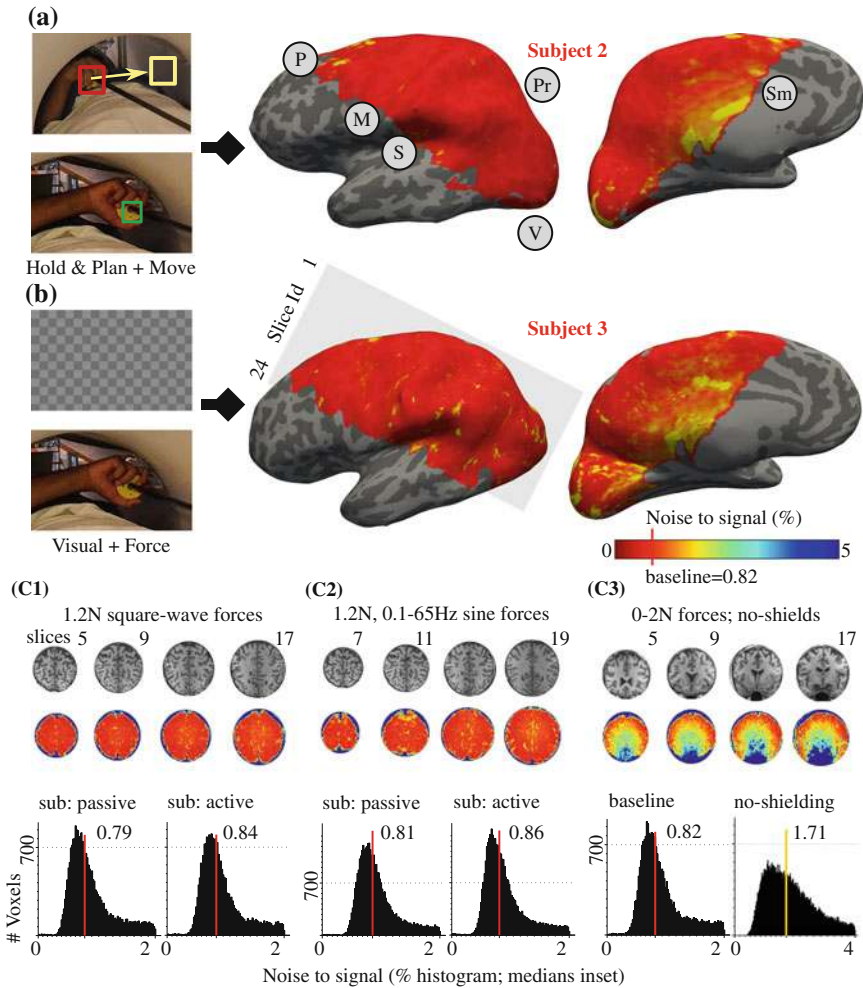 (a)
Subject 2
P
M
S
Pr
Sm
V
Hold & Plan + Move
(b)
Slice Id
1
24
Subject 3
Visual + Force
Noise to signal (%)
0
5
baseline=0.82
(C1)
1.2N square-wave forces
slices 5 9 17
sub: passive
sub: active
0.79
0.84
(C2)
1.2N, 0.1-65Hz sine forces
7 11 19
sub: passive
sub: active
0.81
0.86
(C3)
0-2N forces; no-shields
5 9 17
baseline
no-shielding
0.82
1.71
# Voxels
700
700
700
0 2 0 2 0 2 0 2 0 2 0 4
Noise to signal (% histogram; medians inset)